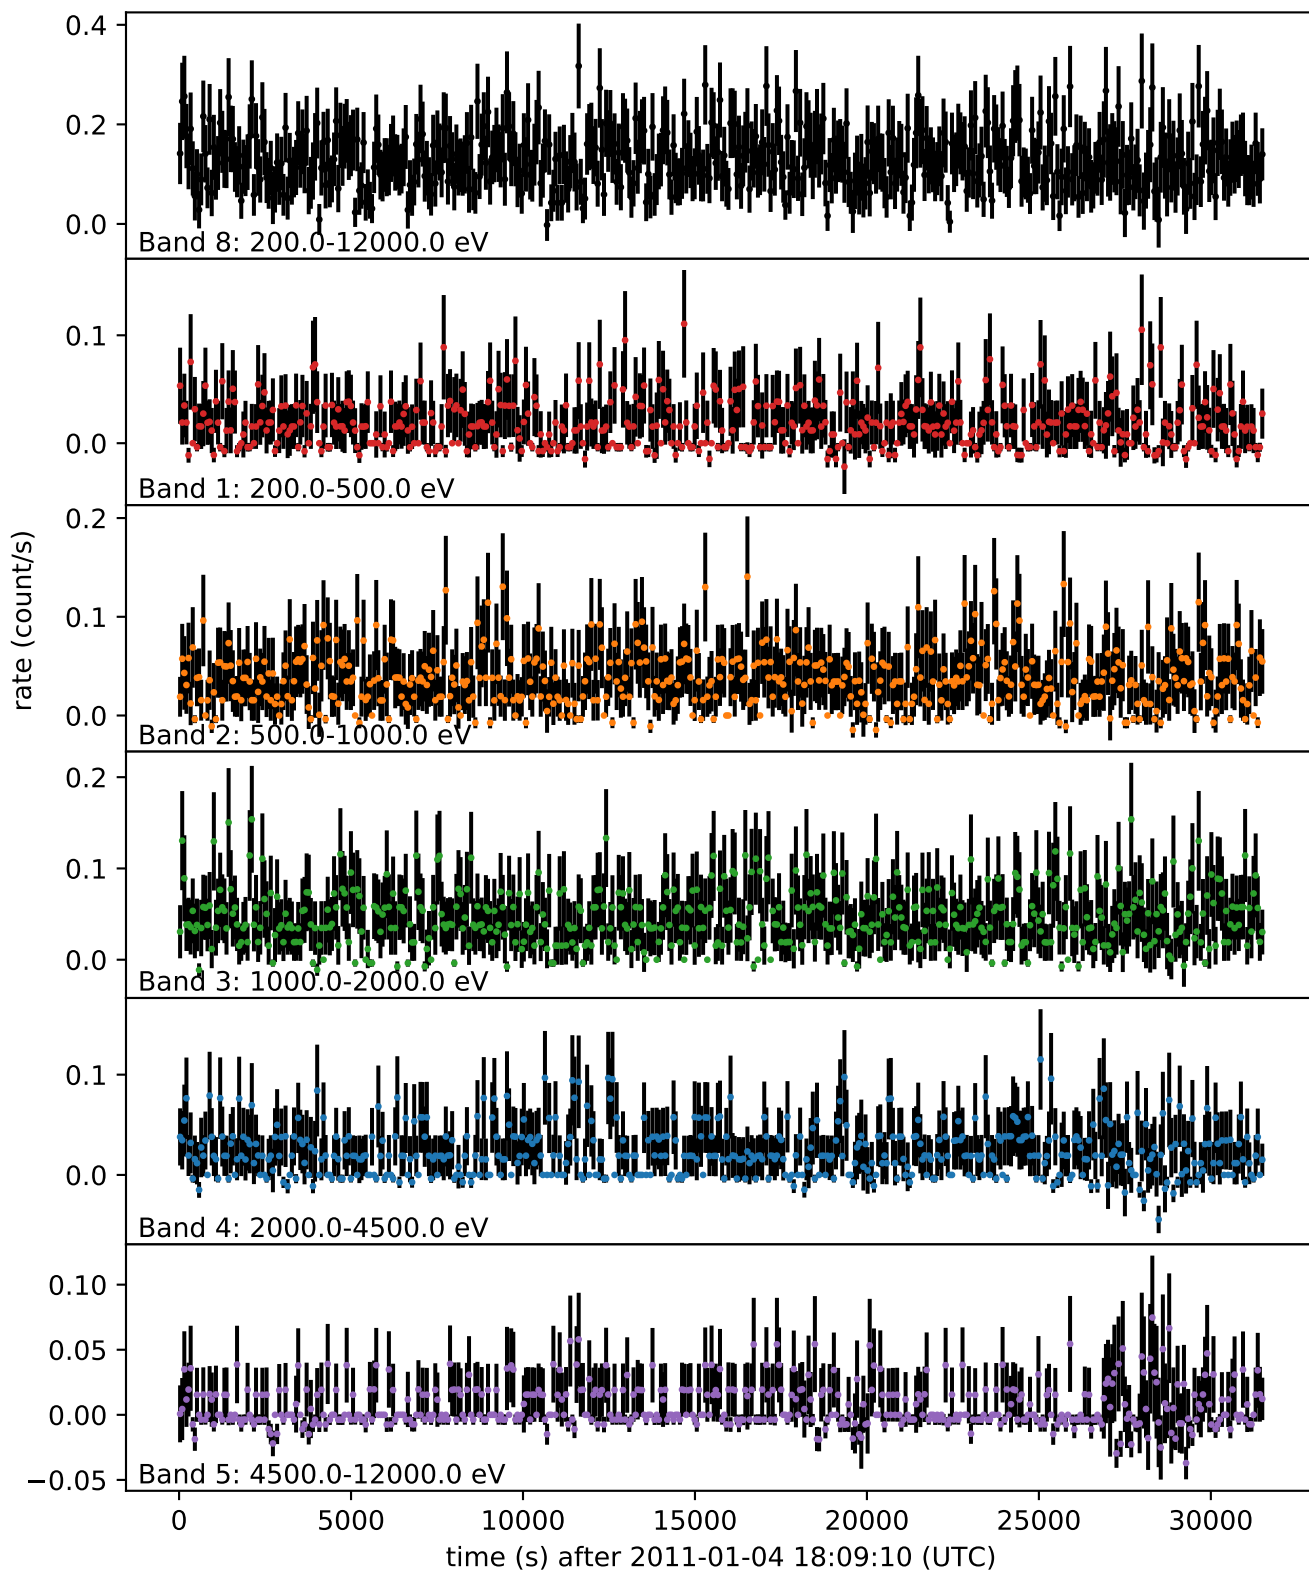 0.4
0.2
0.0
Band 8: 200.0-12000.0 eV
0.1
0.0
Band 1: 200.0-500.0 eV
0.2
0.1
0.0
Band 2: 500.0-1000.0 eV
rate (count/s)
0.2
0.1
0.0
Band 3: 1000.0-2000.0 eV
0.1
0.0
Band 4: 2000.0-4500.0 eV
0.10
0.05
0.00
−0.05
Band 5: 4500.0-12000.0 eV
0 5000 10000 15000 20000 25000 30000
time (s) after 2011-01-04 18:09:10 (UTC)